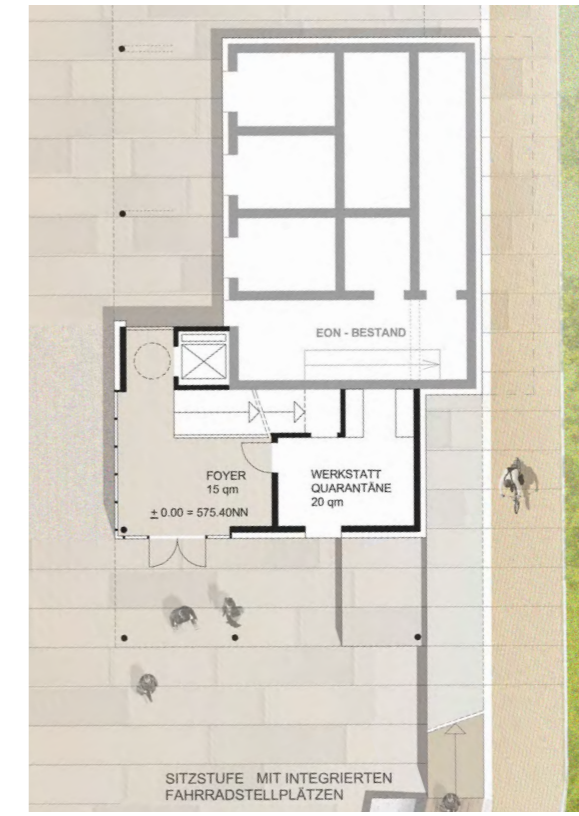 EON - BESTAND
FOYER
15 qm
± 0.00 = 575.40NN
WERKSTATT
QUARANTÄNE
20 qm
SITZSTUFE MIT INTEGRIERTEN
FAHRRADSTELLPLÄTZEN